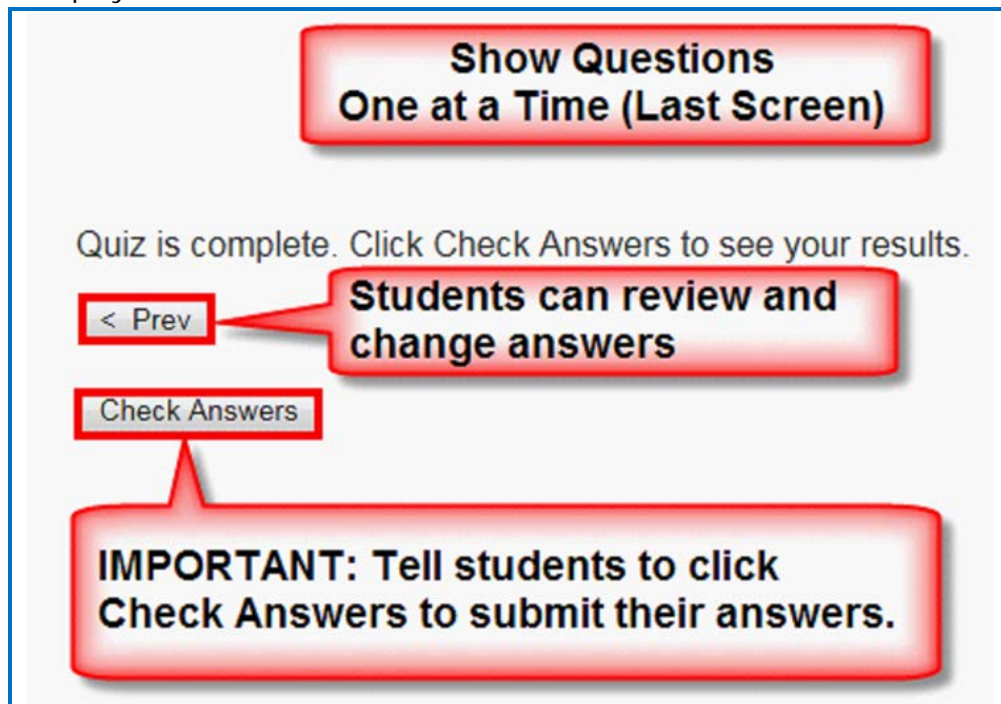 Show Questions
One at a Time (Last Screen)
Quiz is complete. Click Check Answers to see your results.
< Prev
Students can review and
change answers
Check Answers
IMPORTANT: Tell students to click
Check Answers to submit their answers.